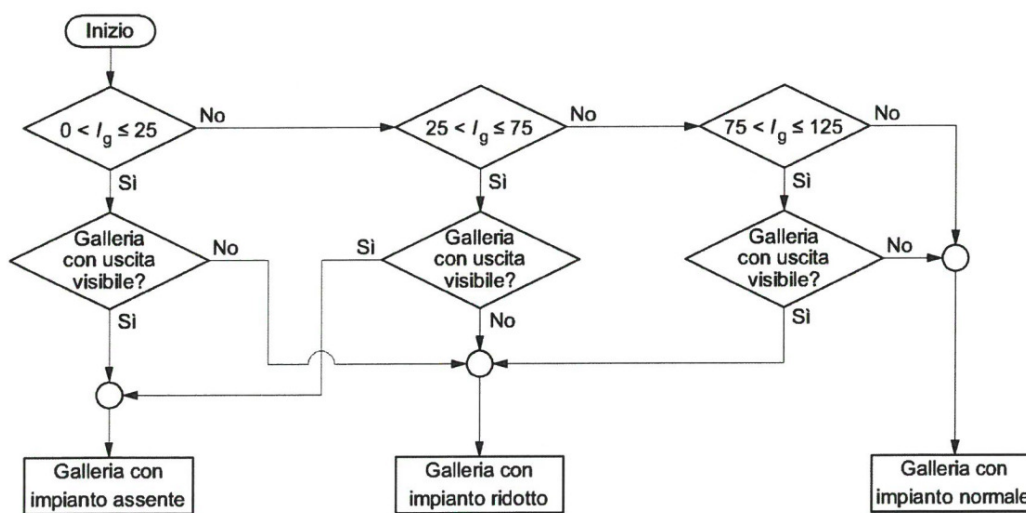 Inizio
0 < lg ≤ 25
No
25 < lg ≤ 75
No
75 < lg ≤ 125
No
Sì
Sì
Sì
Galleria
con uscita
visibile?
No
Sì
Galleria
con uscita
visibile?
Galleria
con uscita
visibile?
No
Sì
No
Sì
Galleria con
impianto assente
Galleria con
impianto ridotto
Galleria con
impianto normale